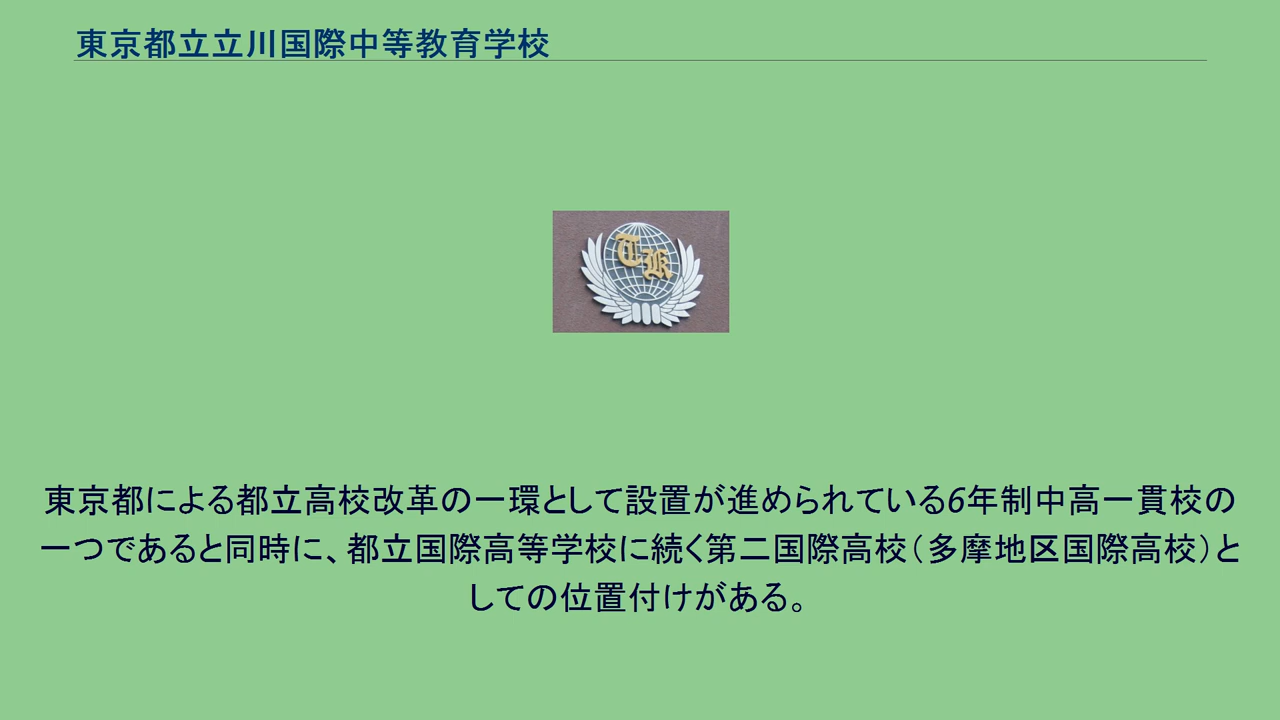 東京都立立川国際中等教育学校
TK
東京都による都立高校改革の一環として設置が進められている6年制中高一貫校の
一つであると同時に、都立国際高等学校に続く第二国際高校（多摩地区国際高校）と
しての位置付けがある。